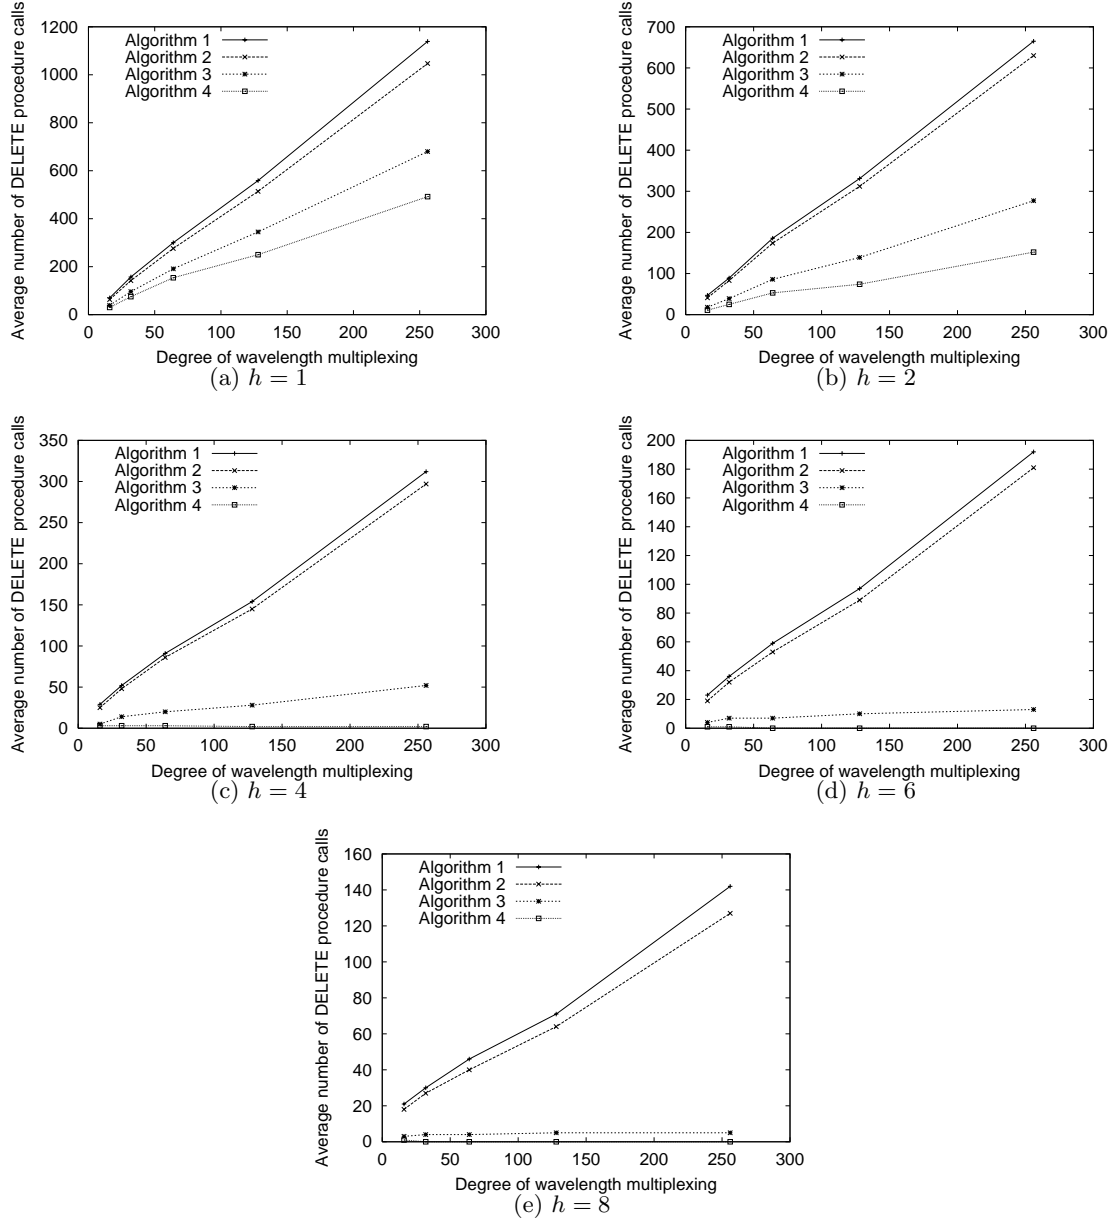 Average number of DELETE procedure calls
1200
1000
800
600
400
200
0
Algorithm 1
Algorithm 2
Algorithm 3
Algorithm 4
0 50 100 150 200 250 300
Degree of wavelength multiplexing
(a) h = 1
Average number of DELETE procedure calls
700
600
500
400
300
200
100
0
Algorithm 1
Algorithm 2
Algorithm 3
Algorithm 4
0 50 100 150 200 250 300
Degree of wavelength multiplexing
(b) h = 2
Average number of DELETE procedure calls
350
300
250
200
150
100
50
0
Algorithm 1
Algorithm 2
Algorithm 3
Algorithm 4
0 50 100 150 200 250 300
Degree of wavelength multiplexing
(c) h = 4
Average number of DELETE procedure calls
200
180
160
140
120
100
80
60
40
20
0
Algorithm 1
Algorithm 2
Algorithm 3
Algorithm 4
0 50 100 150 200 250 300
Degree of wavelength multiplexing
(d) h = 6
Average number of DELETE procedure calls
160
140
120
100
80
60
40
20
0
Algorithm 1
Algorithm 2
Algorithm 3
Algorithm 4
0 50 100 150 200 250 300
Degree of wavelength multiplexing
(e) h = 8